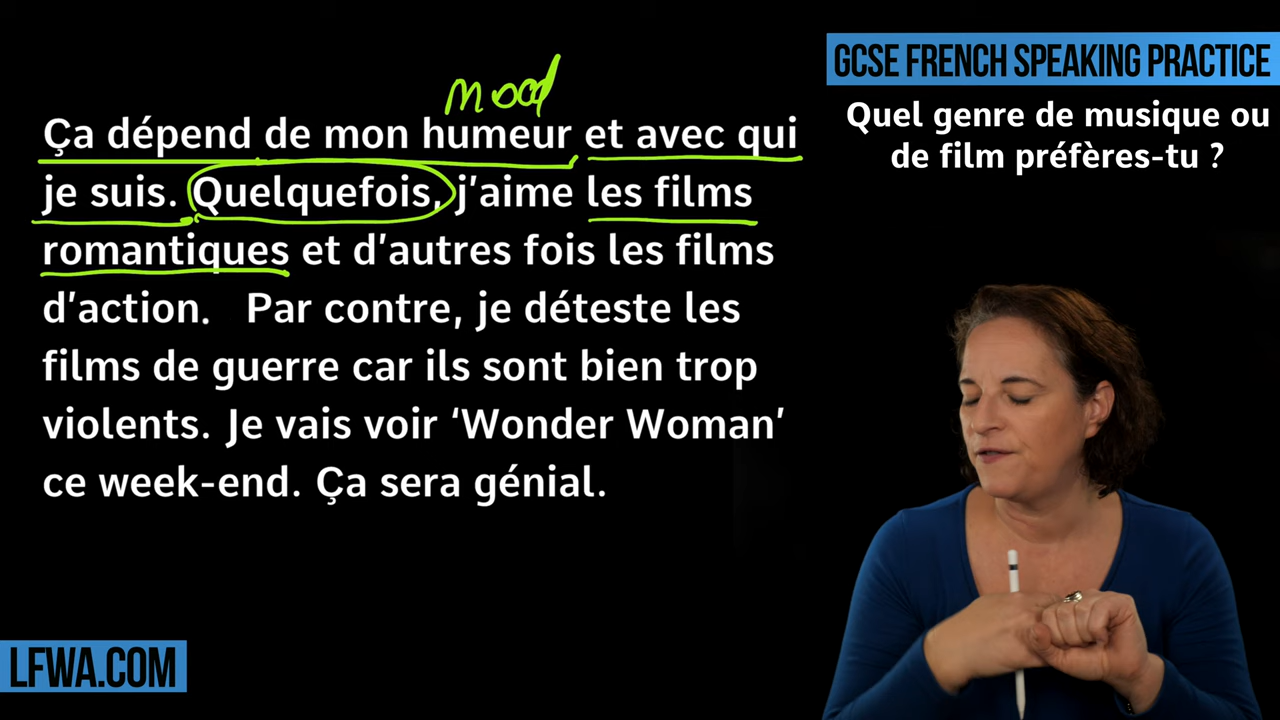 mood
Ça dépend de mon humeur et avec qui
je suis. Quelquefois, j’aime les films
romantiques et d’autres fois les films
d’action. Par contre, je déteste les
films de guerre car ils sont bien trop
violents. Je vais voir ‘Wonder Woman’
ce week-end. Ça sera génial.
GCSE FRENCH SPEAKING PRACTICE
Quel genre de musique ou
de film préfères-tu ?
LFWA.COM